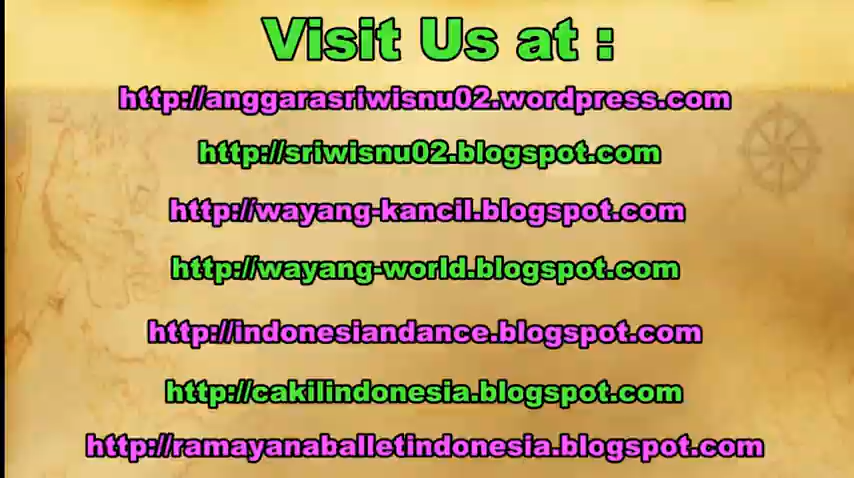 Visit Us at :
http://anggarasriwisnu02.wordpress.com
http://sriwisnu02.blogspot.com
http://wayang-kancil.blogspot.com
http://wayang-world.blogspot.com
http://indonesiandance.blogspot.com
http://cakilindonesia.blogspot.com
http://ramayanaballetindonesia.blogspot.com